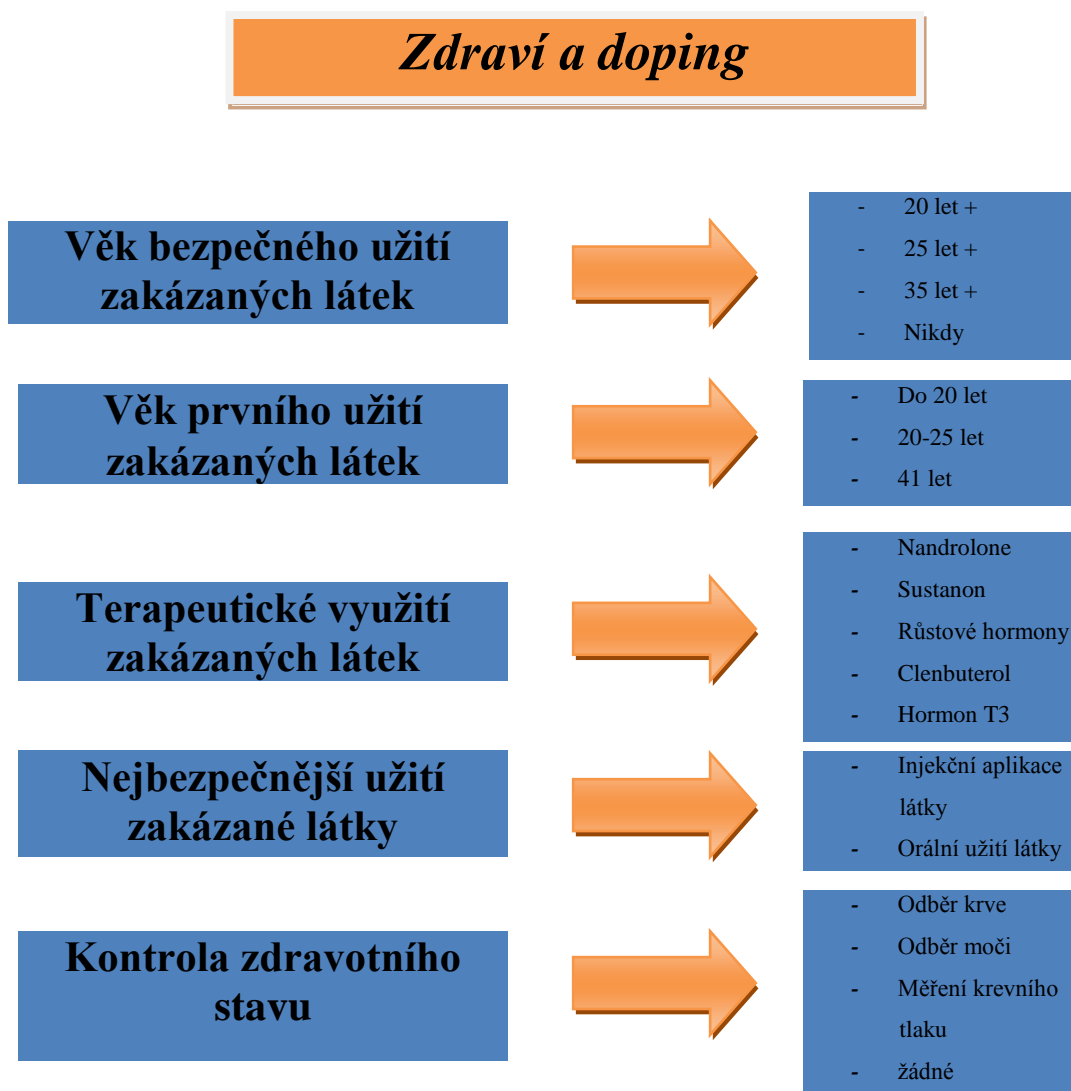 Zdraví a doping
Věk bezpečného užití
zakázaných látek
- 20 let +
- 25 let +
- 35 let +
- Nikdy
Věk prvního užití
zakázaných látek
- Do 20 let
- 20-25 let
- 41 let
Terapeutické využití
zakázaných látek
- Nandrolone
- Sustanon
- Růstové hormony
- Clenbuterol
- Hormon T3
Nejbezpečnější užití
zakázané látky
- Injekční aplikace
látky
- Orální užití látky
Kontrola zdravotního
stavu
- Odběr krve
- Odběr moči
- Měření krevního
tlaku
- žádné